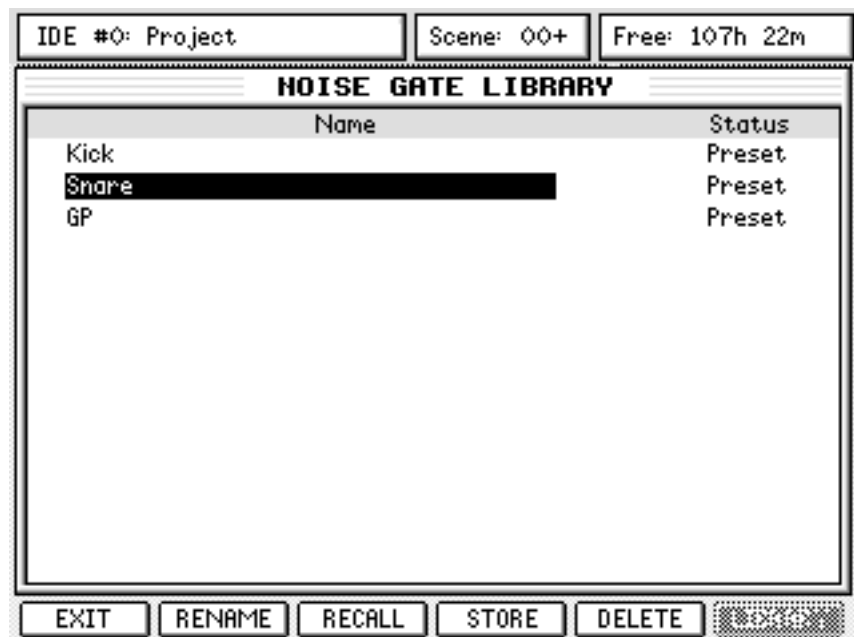 IDE #0: Project Scene: 00+ Free: 107h 22m
NOISE GATE LIBRARY
Name Status
Kick Preset
Snare Preset
GP Preset
EXIT RENAME RECALL STORE DELETE